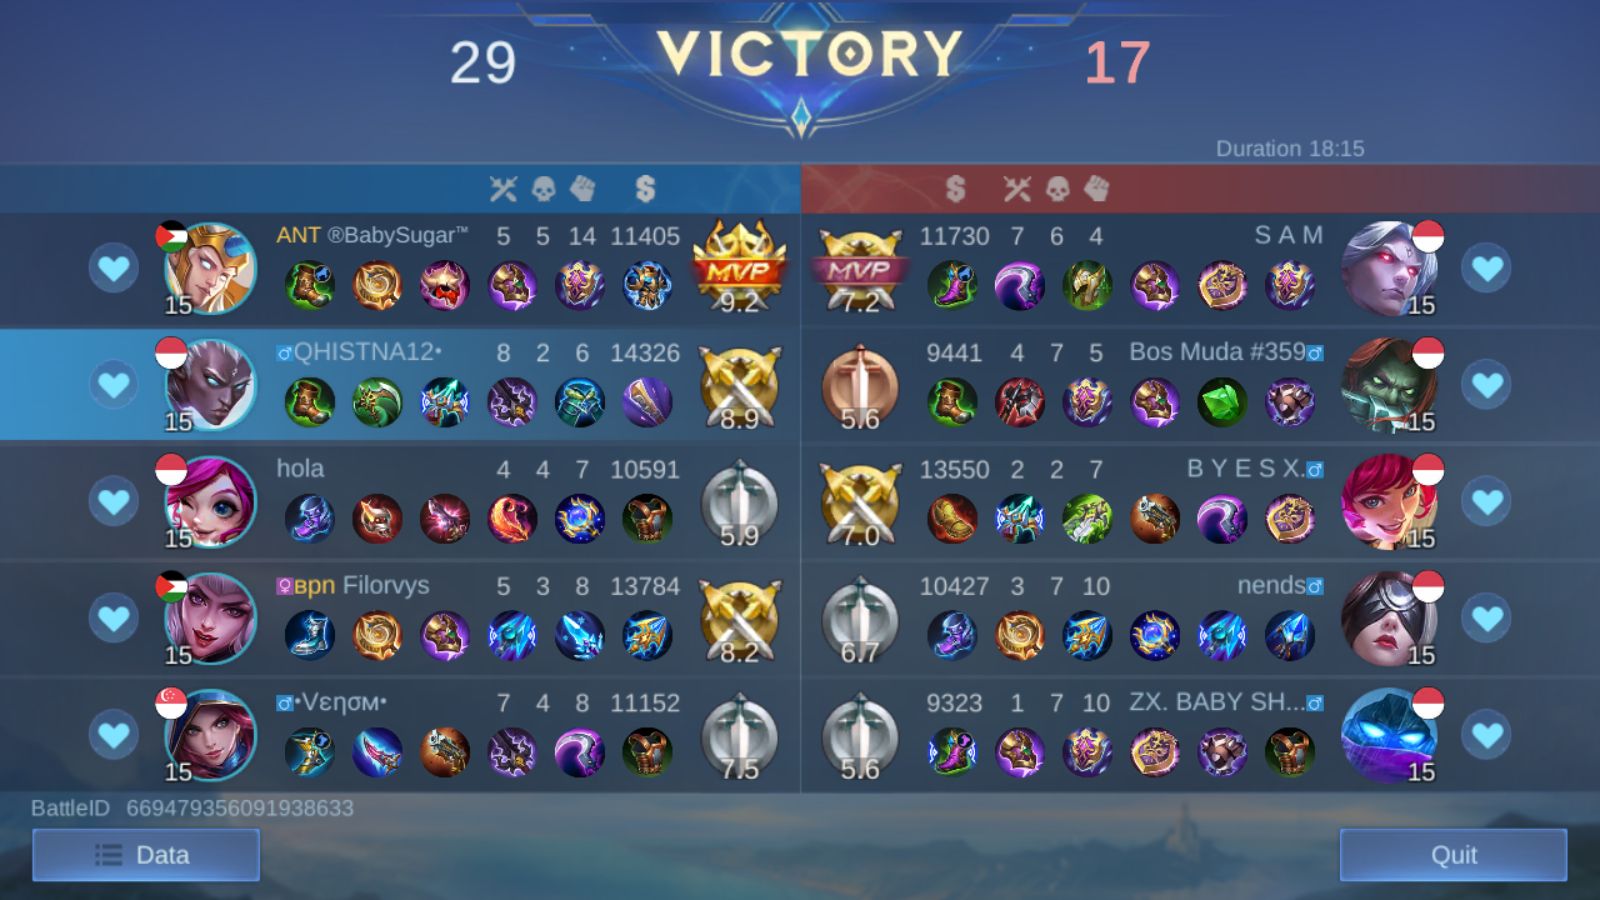 29 VICTORY 17
Duration 18:15
ANT ®BabySugar™ 5 5 14 11405 MVP 9.2
15
MVP 7.2 11730 7 6 4 S A M
15
♂QHISTNA12• 8 2 6 14326 8.9
15
5.6 9441 4 7 5 Bos Muda #359♂
15
hola 4 4 7 10591 5.9
15
7.0 13550 2 2 7 B Y E S X.♂
15
♀вpn Filorvys 5 3 8 13784 8.2
15
6.7 10427 3 7 10 nends♂
15
♂•Vεησм• 7 4 8 11152 7.5
15
5.6 9323 1 7 10 ZX. BABY SH...♂
15
BattleID 669479356091938633
Data
Quit